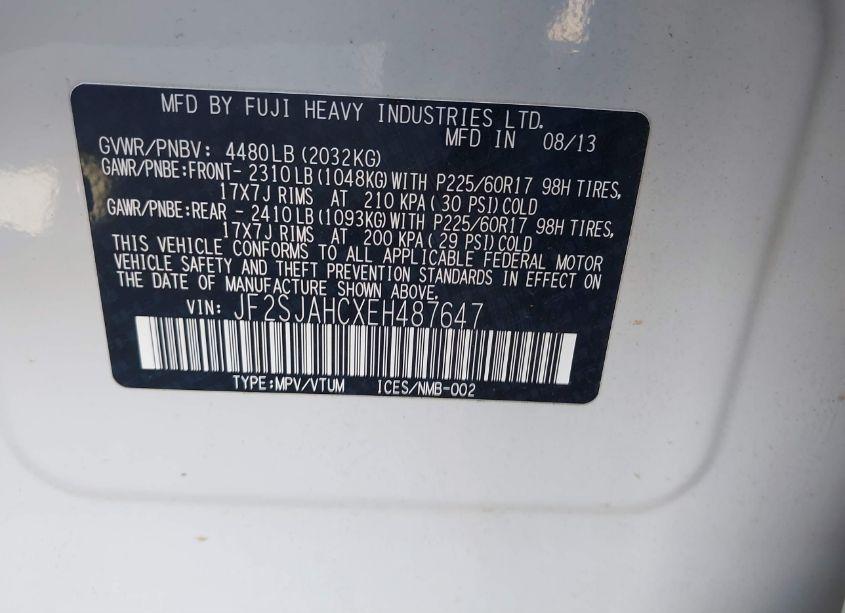 MFD BY FUJI HEAVY INDUSTRIES LTD.
MFD IN 08/13
GVWR/PNBV: 4480LB (2032KG)
GAWR/PNBE:FRONT- 2310LB (1048KG) WITH P225/60R17 98H TIRES,
17X7J RIMS AT 210 KPA ( 30 PSI) COLD
GAWR/PNBE:REAR - 2410LB (1093KG) WITH P225/60R17 98H TIRES,
17X7J RIMS AT 200 KPA ( 29 PSI) COLD
THIS VEHICLE CONFORMS TO ALL APPLICABLE FEDERAL MOTOR
VEHICLE SAFETY AND THEFT PREVENTION STANDARDS IN EFFECT ON
THE DATE OF MANUFACTURE SHOWN ABOVE.
VIN: JF2SJAHCXEH487647
TYPE:MPV/VTUM ICES/NMB-002